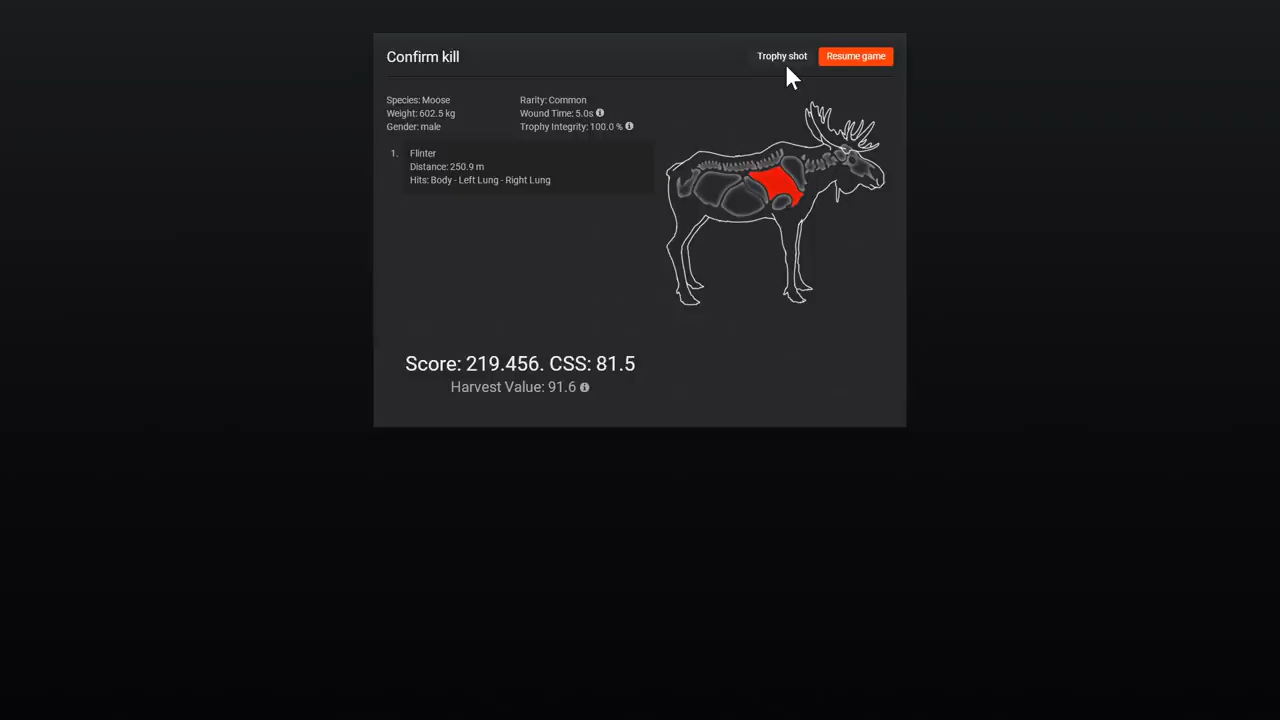 Confirm kill
Trophy shot
Resume game
Species: Moose
Weight: 602.5 kg
Gender: male
Rarity: Common
Wound Time: 5.0s
Trophy Integrity: 100.0 %
1. Flinter
Distance: 250.9 m
Hits: Body - Left Lung - Right Lung
Score: 219.456. CSS: 81.5
Harvest Value: 91.6